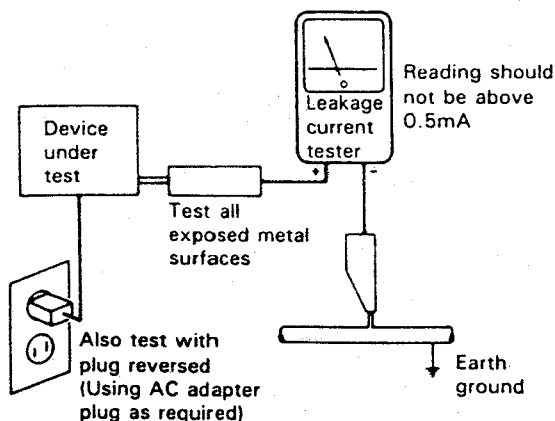 Device
under
test
Leakage
current
tester
+
-
Reading should
not be above
0.5mA
Test all
exposed metal
surfaces
Also test with
plug reversed
(Using AC adapter
plug as required)
Earth
ground